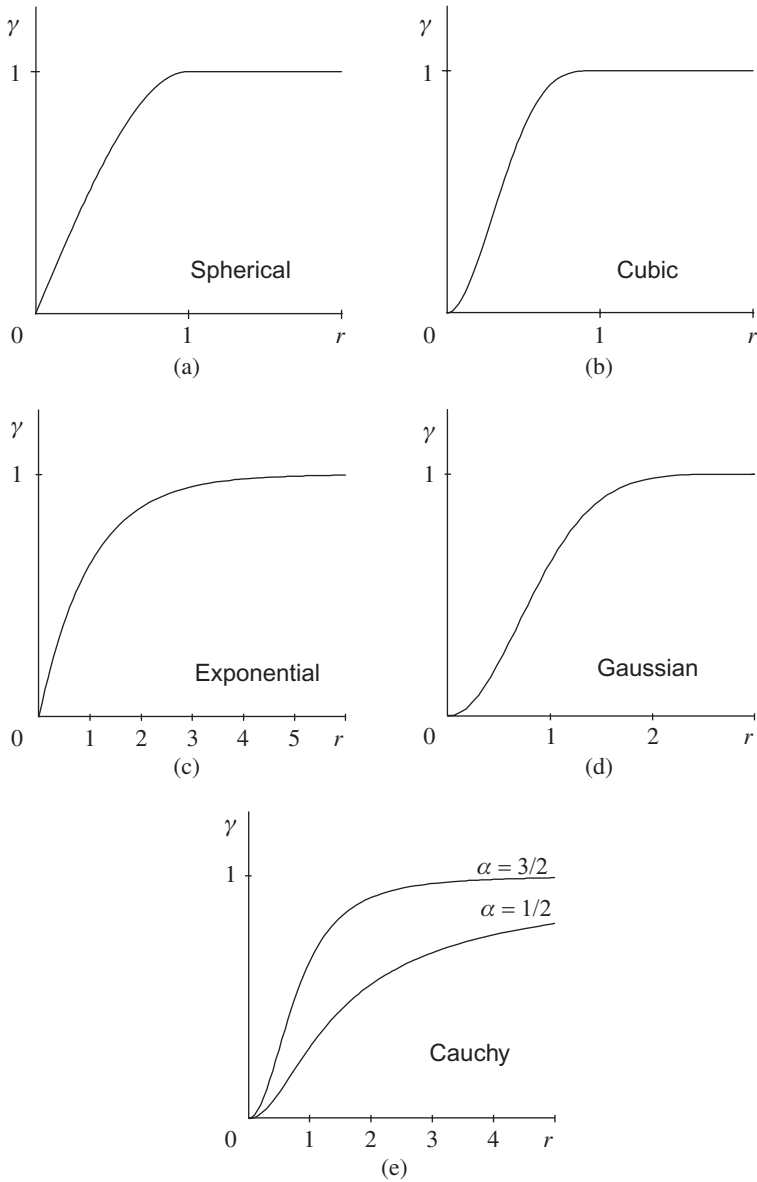 γ
1
Spherical
0
1
r
(a)
γ
1
Cubic
0
1
r
(b)
γ
1
Exponential
0
1
2
3
4
5
r
(c)
γ
1
Gaussian
0
1
2
r
(d)
γ
1
α = 3/2
α = 1/2
Cauchy
0
1
2
3
4
r
(e)